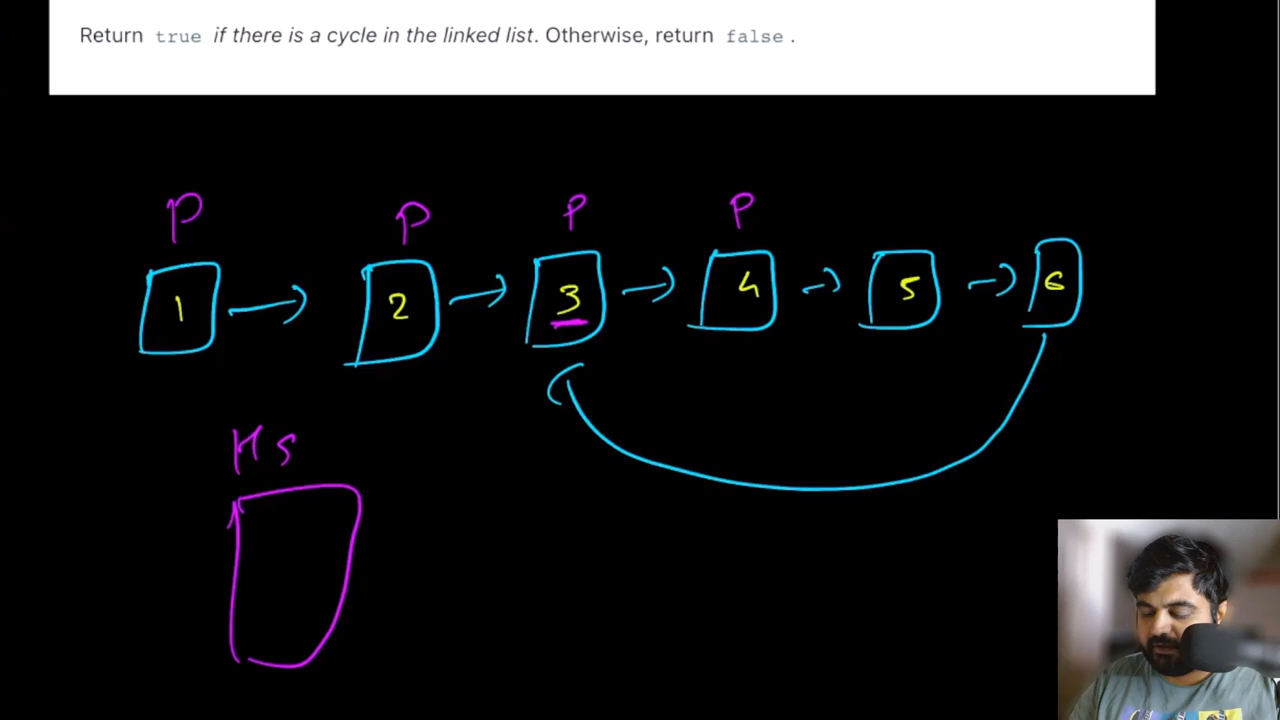 Return true if there is a cycle in the linked list. Otherwise, return false.
P P P P
1 2 3 4 5 6
HS